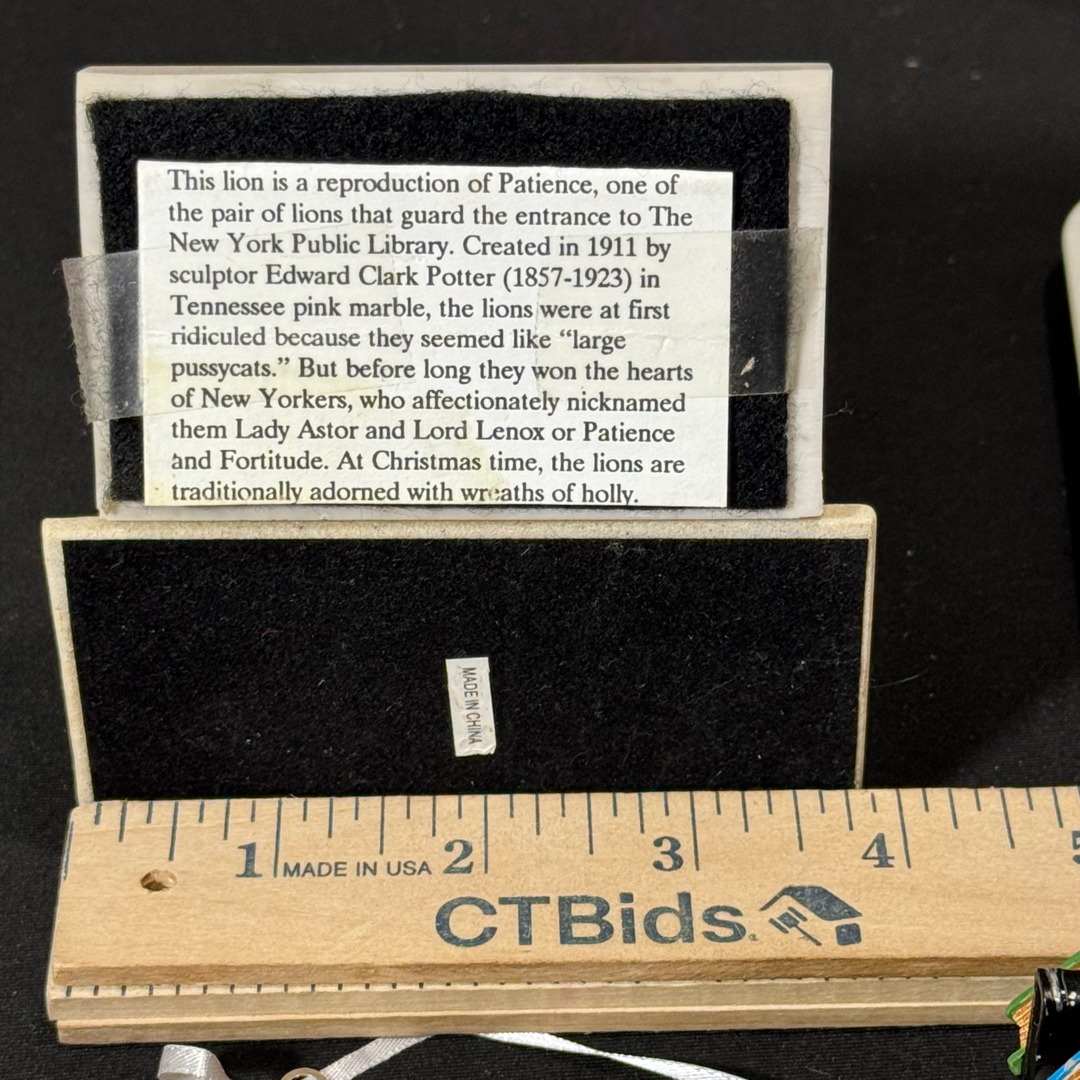 This lion is a reproduction of Patience, one of
the pair of lions that guard the entrance to The
New York Public Library. Created in 1911 by
sculptor Edward Clark Potter (1857-1923) in
Tennessee pink marble, the lions were at first
ridiculed because they seemed like “large
pussycats.” But before long they won the hearts
of New Yorkers, who affectionately nicknamed
them Lady Astor and Lord Lenox or Patience
and Fortitude. At Christmas time, the lions are
traditionally adorned with wreaths of holly.
MADE IN CHINA
1 MADE IN USA 2 3 4 5
CTBids.